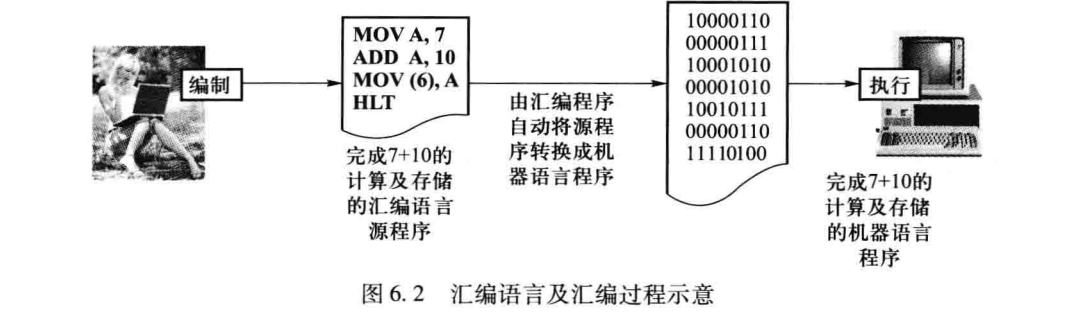 编制
MOV A, 7
ADD A, 10
MOV (6), A
HLT
完成7+10的
计算及存储
的汇编语言
源程序
由汇编程序
自动将源程
序转换成机
器语言程序
10000110
00000111
10001010
00001010
10010111
00000110
11110100
执行
完成7+10的
计算及存储
的机器语言
程序
图 6.2 汇编语言及汇编过程示意